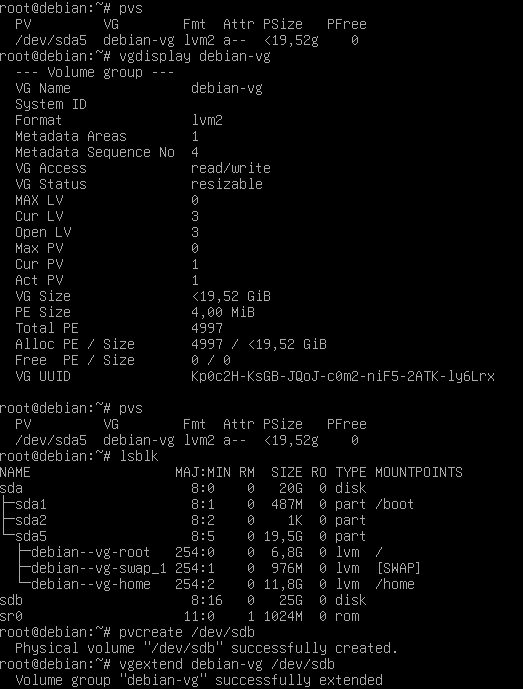 root@debian:~# pvs
  PV         VG        Fmt  Attr PSize   PFree
  /dev/sda5  debian-vg lvm2 a--  <19,52g    0
root@debian:~# vgdisplay debian-vg
  --- Volume group ---
  VG Name               debian-vg
  System ID
  Format                lvm2
  Metadata Areas        1
  Metadata Sequence No  4
  VG Access             read/write
  VG Status             resizable
  MAX LV                0
  Cur LV                3
  Open LV               3
  Max PV                0
  Cur PV                1
  Act PV                1
  VG Size               <19,52 GiB
  PE Size               4,00 MiB
  Total PE              4997
  Alloc PE / Size       4997 / <19,52 GiB
  Free  PE / Size       0 / 0
  VG UUID               Kp0c2H-KsGB-JQoJ-c0m2-niF5-2ATK-ly6Lrx

root@debian:~# pvs
  PV         VG        Fmt  Attr PSize   PFree
  /dev/sda5  debian-vg lvm2 a--  <19,52g    0
root@debian:~# lsblk
NAME                  MAJ:MIN RM  SIZE RO TYPE MOUNTPOINTS
sda                     8:0    0   20G  0 disk
├─sda1                  8:1    0  487M  0 part /boot
├─sda2                  8:2    0    1K  0 part
└─sda5                  8:5    0 19,5G  0 part
  ├─debian--vg-root   254:0    0  6,8G  0 lvm  /
  ├─debian--vg-swap_1 254:1    0  976M  0 lvm  [SWAP]
  └─debian--vg-home   254:2    0 11,8G  0 lvm  /home
sdb                     8:16   0   25G  0 disk
sr0                    11:0    1 1024M  0 rom
root@debian:~# pvcreate /dev/sdb
  Physical volume "/dev/sdb" successfully created.
root@debian:~# vgextend debian-vg /dev/sdb
  Volume group "debian-vg" successfully extended